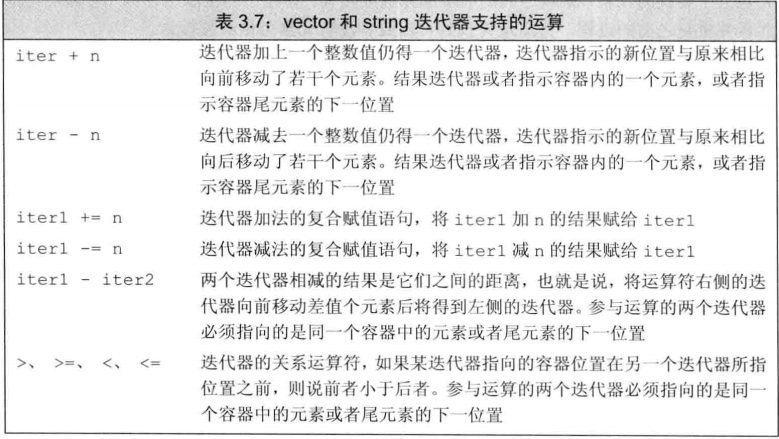 表 3.7：vector 和 string 迭代器支持的运算
iter + n 迭代器加上一个整数值仍得一个迭代器，迭代器指示的新位置与原来相比
向前移动了若干个元素。结果迭代器或者指示容器内的一个元素，或者指
示容器尾元素的下一位置
iter - n 迭代器减去一个整数值仍得一个迭代器，迭代器指示的新位置与原来相比
向后移动了若干个元素。结果迭代器或者指示容器内的一个元素，或者指
示容器尾元素的下一位置
iter1 += n 迭代器加法的复合赋值语句，将 iter1 加 n 的结果赋给 iter1
iter1 -= n 迭代器减法的复合赋值语句，将 iter1 减 n 的结果赋给 iter1
iter1 - iter2 两个迭代器相减的结果是它们之间的距离，也就是说，将运算符右侧的迭
代器向前移动差值个元素后将得到左侧的迭代器。参与运算的两个迭代器
必须指向的是同一个容器中的元素或者尾元素的下一位置
>、 >=、 <、 <= 迭代器的关系运算符，如果某迭代器指向的容器位置在另一个迭代器所指
位置之前，则说前者小于后者。参与运算的两个迭代器必须指向的是同一
个容器中的元素或者尾元素的下一位置